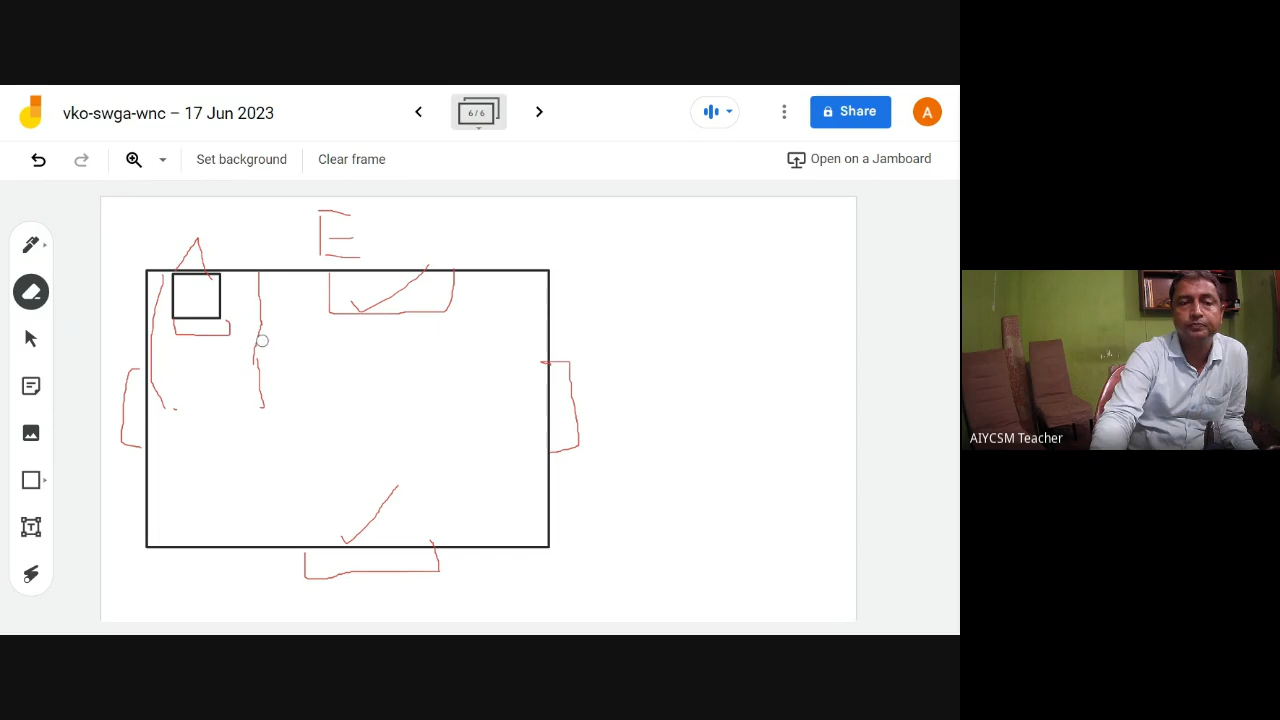 vko-swga-wnc – 17 Jun 2023
6 / 6
Share
A
Set background
Clear frame
Open on a Jamboard
E
T
AIYCSM Teacher